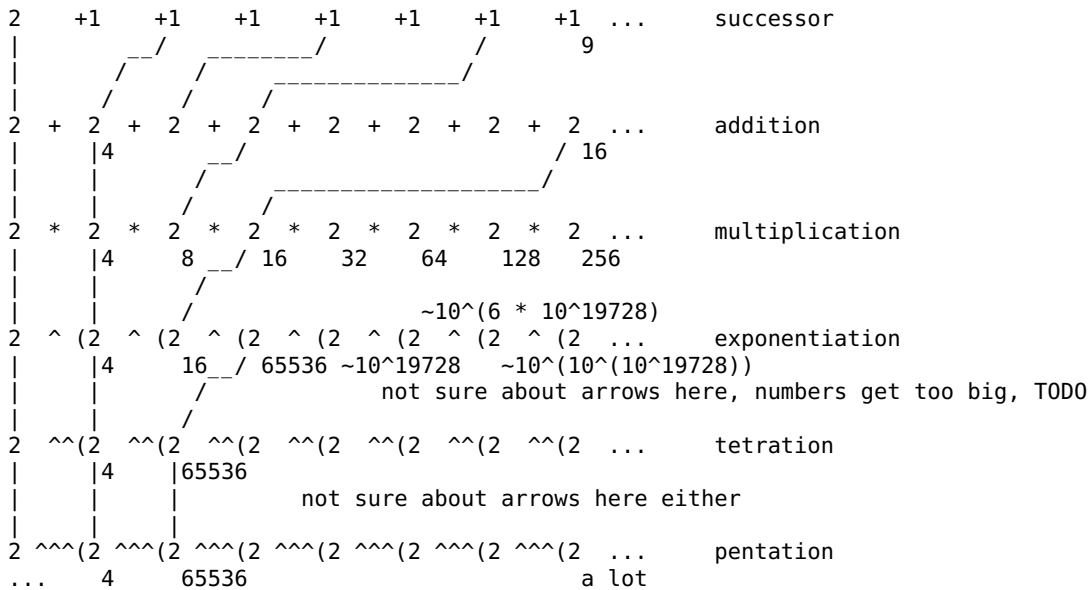 2 +1 +1 +1 +1 +1 +1 +1 ... successor
| __/ ________/ / 9
| / / ______________/
| / / /
2 + 2 + 2 + 2 + 2 + 2 + 2 + 2 ... addition
| |4 __/ / 16
| | / ____________________/
| | / /
2 * 2 * 2 * 2 * 2 * 2 * 2 * 2 ... multiplication
| |4 8 __/ 16 32 64 128 256
| | /
| | / ~10^(6 * 10^19728)
2 ^ (2 ^ (2 ^ (2 ^ (2 ^ (2 ^ (2 ^ (2 ... exponentiation
| |4 16__/ 65536 ~10^19728 ~10^(10^(10^19728))
| | / not sure about arrows here, numbers get too big, TODO
| | /
2 ^^(2 ^^(2 ^^(2 ^^(2 ^^(2 ^^(2 ^^(2 ... tetration
| |4 |65536
| | | not sure about arrows here either
| | |
2 ^^^(2 ^^^(2 ^^^(2 ^^^(2 ^^^(2 ^^^(2 ^^^(2 ... pentation
... 4 65536 a lot